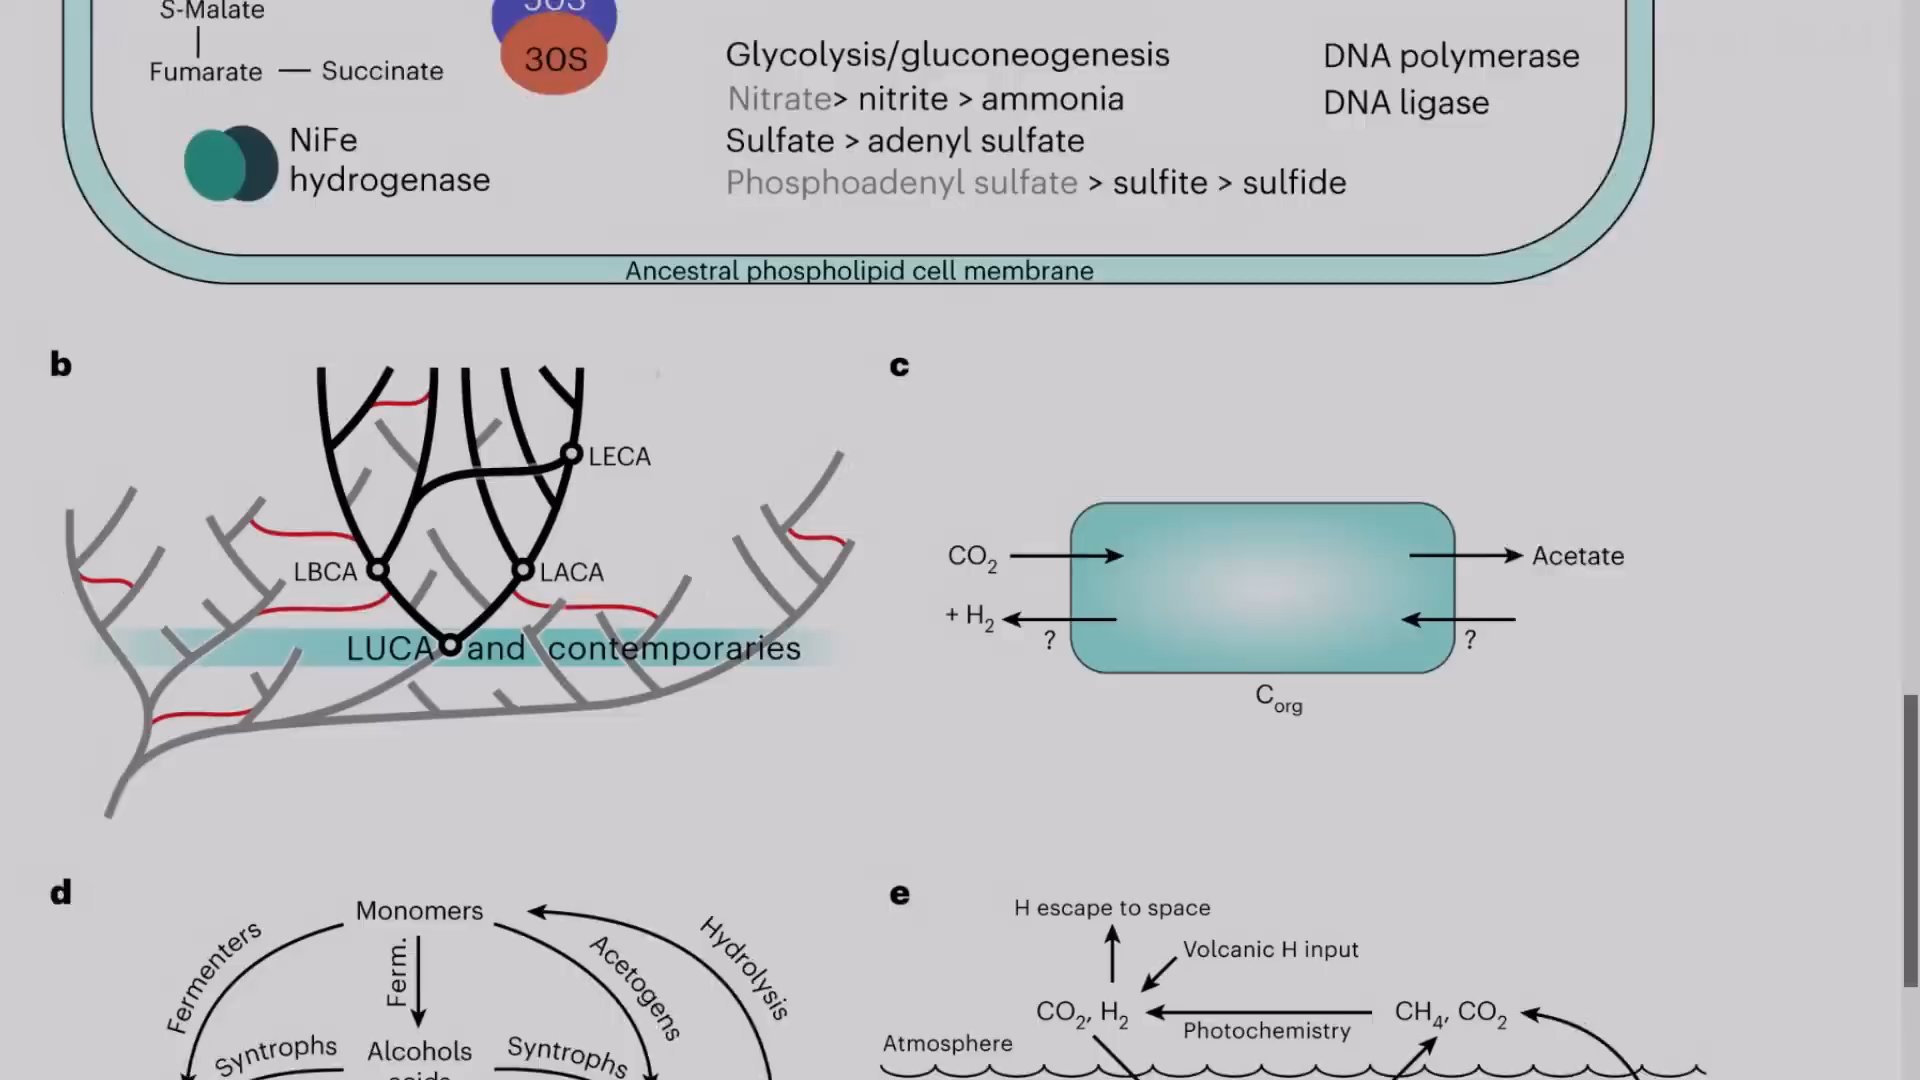 S-Malate
Fumarate — Succinate
50S
30S
NiFe
hydrogenase
Glycolysis/gluconeogenesis
Nitrate> nitrite > ammonia
Sulfate > adenyl sulfate
Phosphoadenyl sulfate > sulfite > sulfide
DNA polymerase
DNA ligase
Ancestral phospholipid cell membrane
b
LECA
LBCA
LACA
LUCA and contemporaries
c
CO2
+ H2
?
Acetate
?
Corg
d
Monomers
Fermenters
Ferm.
Acetogens
Hydrolysis
Syntrophs
Alcohols
Syntrophs
e
H escape to space
Volcanic H input
CO2, H2
Photochemistry
CH4, CO2
Atmosphere